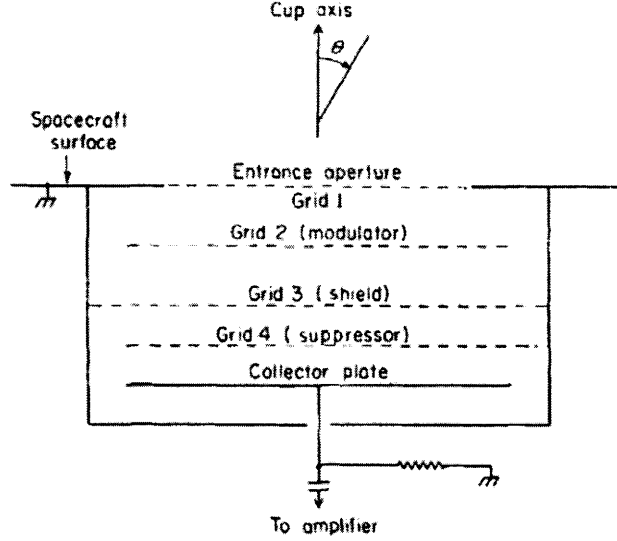 Cup axis
θ
Spacecraft
surface
Entrance aperture
Grid 1
Grid 2 (modulator)
Grid 3 ( shield)
Grid 4 ( suppressor)
Collector plate
To amplifier